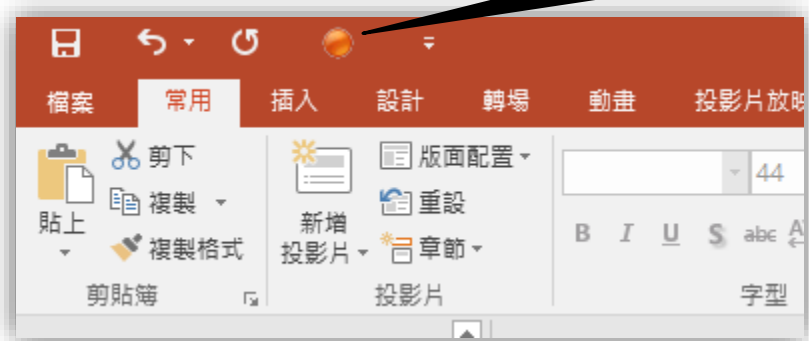 檔案 常用 插入 設計 轉場 動畫 投影片放映
剪下 版面配置 44
複製 重設
貼上 新增 B I U S abc
複製格式 投影片 章節
剪貼簿 投影片 字型